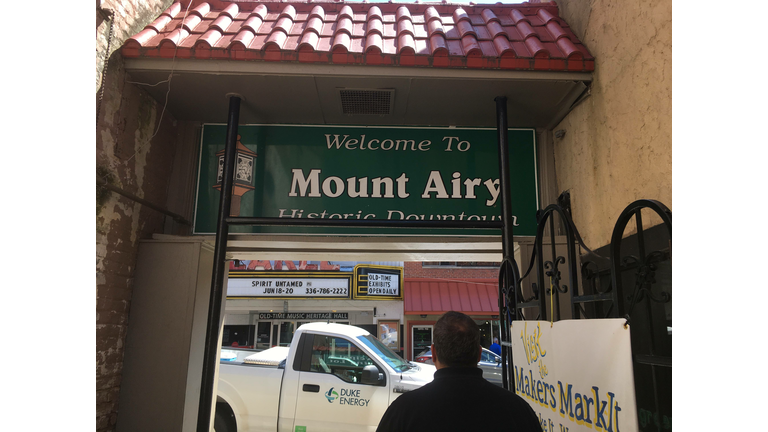 Welcome To
Mount Airy
Historic Downtown
SPIRIT UNTAMED
JUN 18-20 336-786-2222
OLD-TIME
EXHIBITS
OPEN DAILY
OLD-TIME MUSIC HERITAGE HALL
DUKE
ENERGY
Visit
the
Makers MarkIt